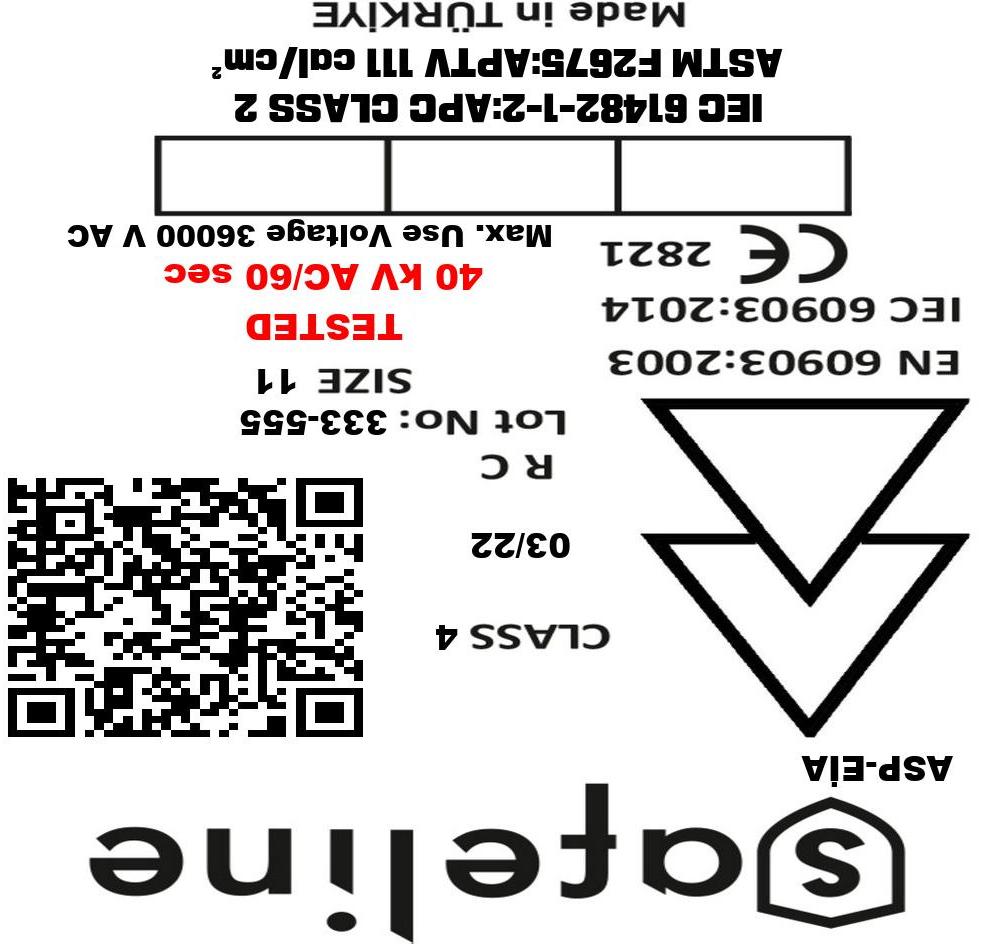 safeline
ASP-EİA
CLASS 4
03/22
R C
Lot No: 333-555
SIZE 11
EN 60903:2003
TESTED
IEC 60903:2014
40 kV AC/60 sec
CE 2821
Max. Use Voltage 36000 V AC
IEC 61482-1-2:APC CLASS 2
ASTM F2675:APTV 111 cal/cm²
Made in TÜRKİYE